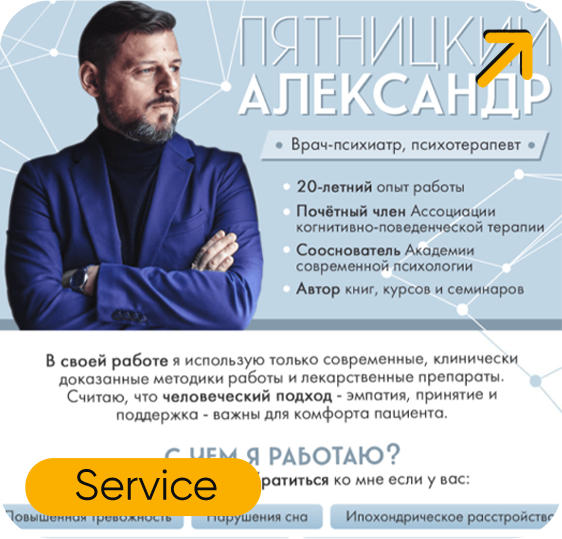 ПЯТНИЦКИЙ
АЛЕКСАНДР
Врач-психиатр, психотерапевт
20-летний опыт работы
Почётный член Ассоциации
когнитивно-поведенческой терапии
Сооснователь Академии
современной психологии
Автор книг, курсов и семинаров
В своей работе я использую только современные, клинически
доказанные методики работы и лекарственные препараты.
Считаю, что человеческий подход - эмпатия, принятие и
поддержка - важны для комфорта пациента.
С ЧЕМ Я РАБОТАЮ?
ко мне если у вас:
Service
Повышенная тревожность
Нарушения сна
Ипохондрическое расстройство